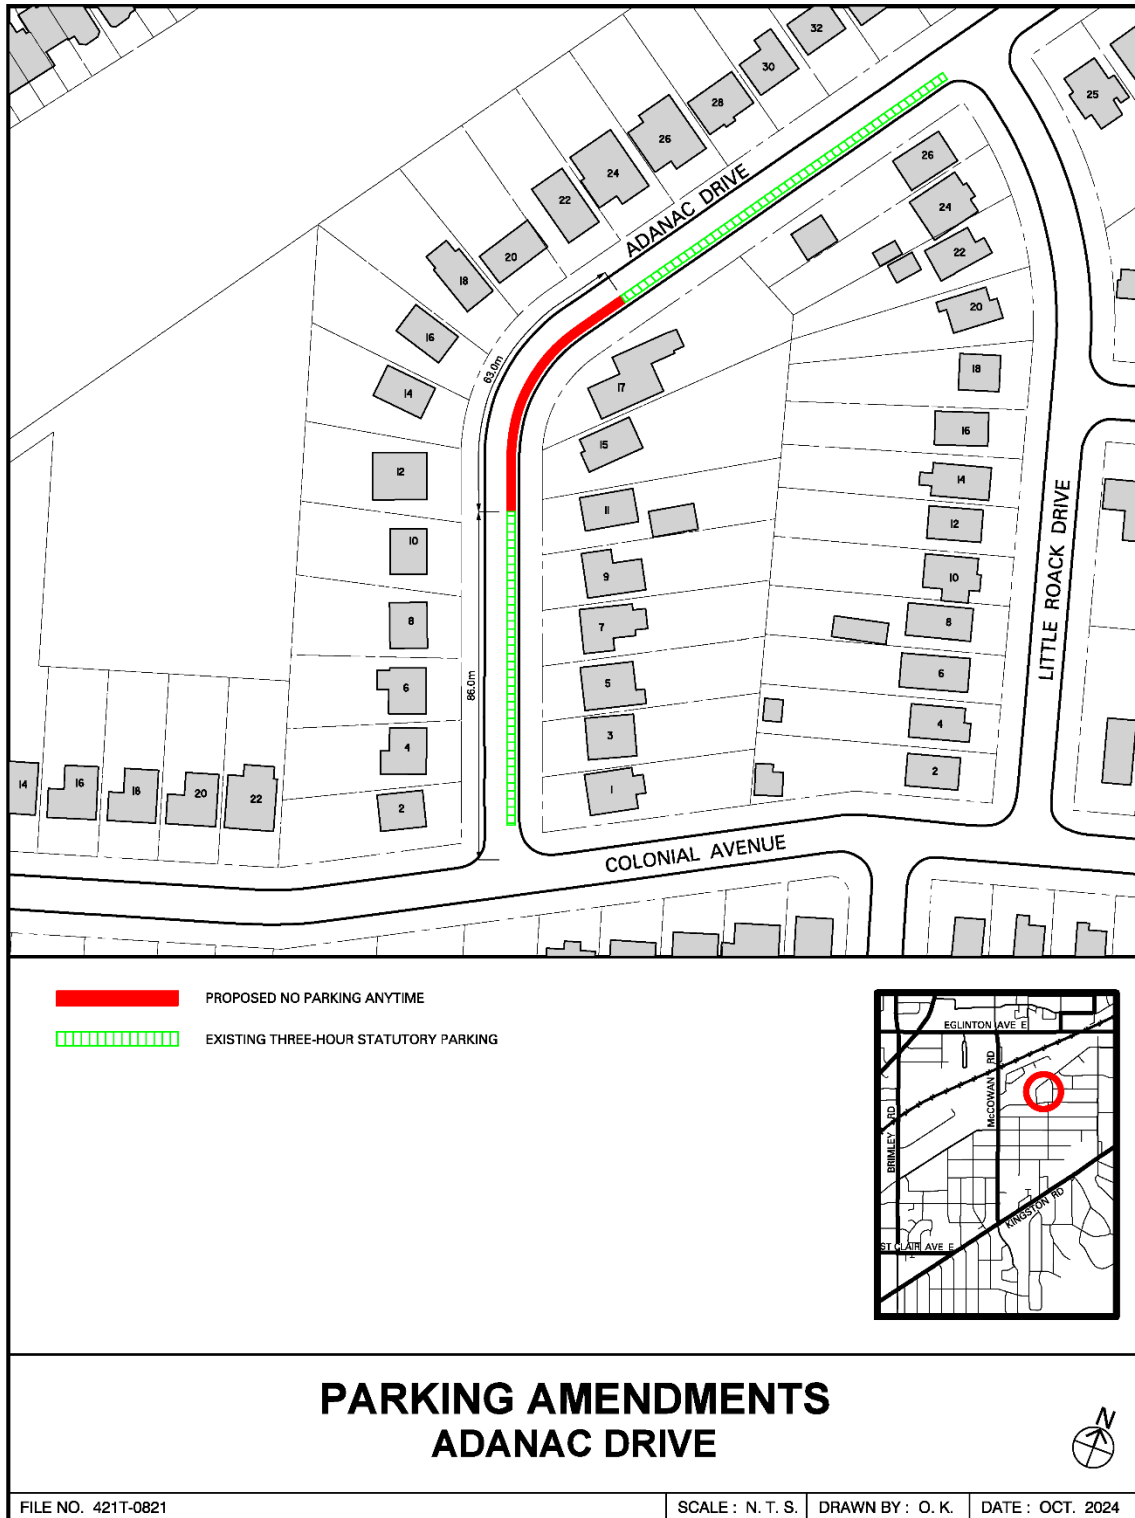 32
30
28
26
24
22
20
18
16
14
12
10
8
6
4
2
25
26
24
22
20
18
16
14
12
10
8
6
4
2
17
15
11
9
7
5
3
1
14
16
18
20
22
ADANAC DRIVE
63.0m
86.0m
LITTLE ROACK DRIVE
COLONIAL AVENUE
PROPOSED NO PARKING ANYTIME
EXISTING THREE-HOUR STATUTORY PARKING
EGLINTON AVE E
McCOWAN RD
BRIMLEY RD
KINGSTON RD
ST CLAIR AVE E
PARKING AMENDMENTS
ADANAC DRIVE
N
FILE NO. 421T-0821
SCALE : N. T. S.
DRAWN BY : O. K.
DATE : OCT. 2024